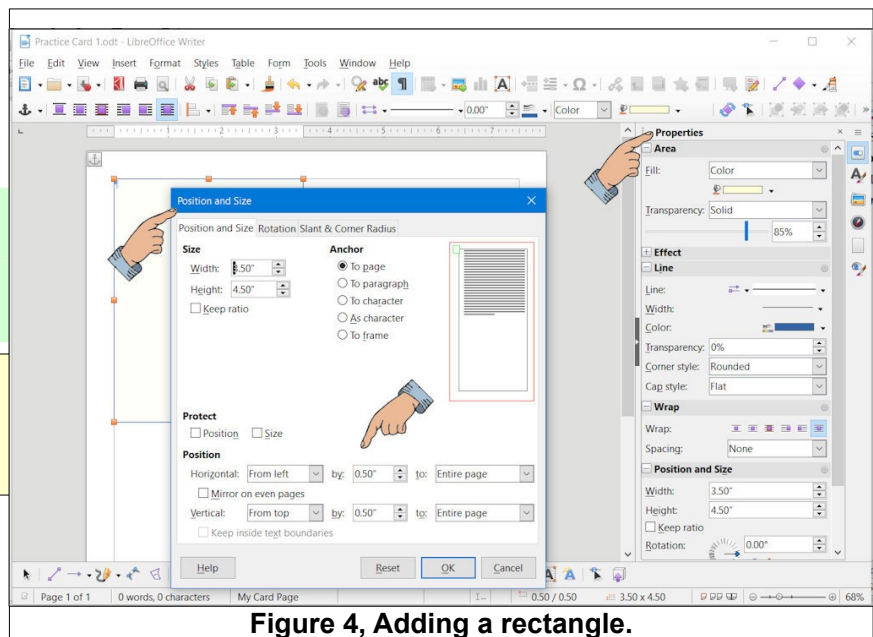 Practice Card 1.odt - LibreOffice Writer
File Edit View Insert Format Styles Table Form Tools Window Help
0.00" Color
1 2 3 4 5 6 7
Properties
Area
Fill: Color
Transparency: Solid
85%
Effect
Line
Line:
Width:
Color:
Transparency: 0%
Corner style: Rounded
Cap style: Flat
Wrap
Wrap:
Spacing: None
Position and Size
Width: 3.50"
Height: 4.50"
Keep ratio
Rotation: 0.00°
Position and Size
Position and Size Rotation Slant & Corner Radius
Size
Width: 3.50"
Height: 4.50"
Keep ratio
Anchor
To page
To paragraph
To character
As character
To frame
Protect
Position Size
Position
Horizontal: From left by: 0.50" to: Entire page
Mirror on even pages
Vertical: From top by: 0.50" to: Entire page
Keep inside text boundaries
Help Reset OK Cancel
Page 1 of 1 0 words, 0 characters My Card Page 0.50 / 0.50 3.50 x 4.50 68%
Figure 4, Adding a rectangle.